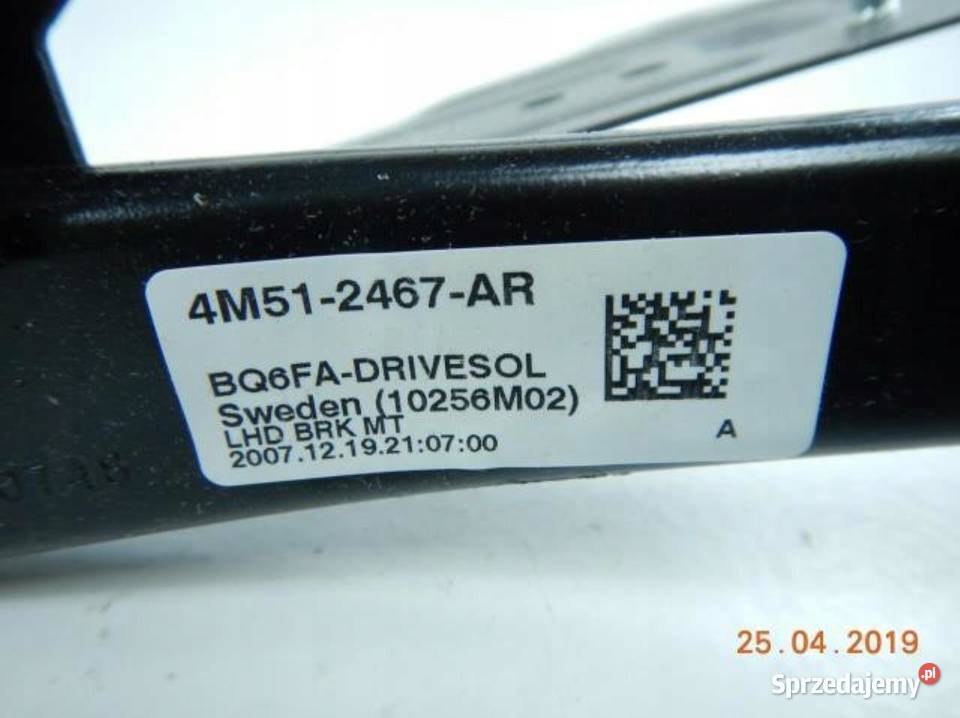 4M51-2467-AR
BQ6FA-DRIVESOL
Sweden (10256M02)
LHD BRK MT
2007.12.19.21:07:00
A
25.04.2019
Sprzedajemy.pl